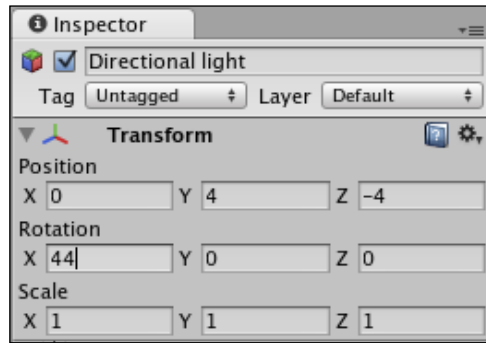 Inspector
Directional light
Tag Untagged Layer Default
Transform
Position
X 0 Y 4 Z -4
Rotation
X 44 Y 0 Z 0
Scale
X 1 Y 1 Z 1